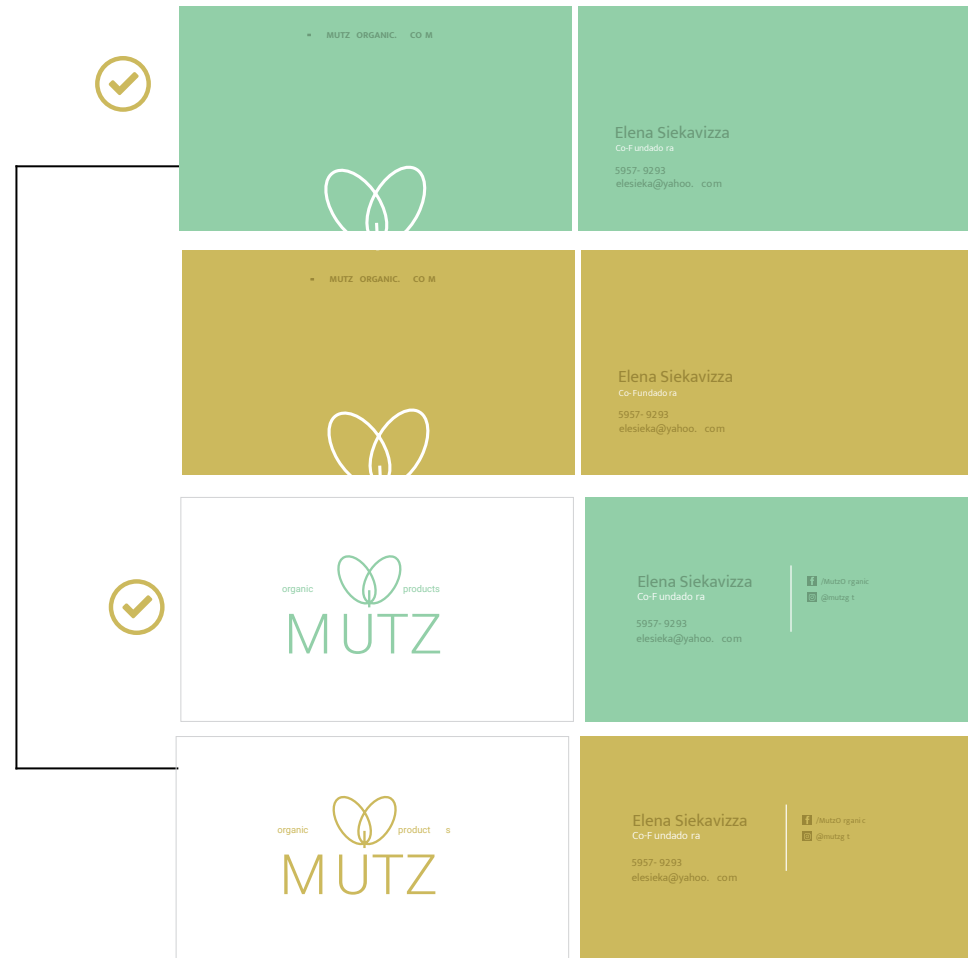 MUTZ ORGANIC. CO M
Elena Siekavizza
Co-F undado ra
5957- 9293
elesieka@yahoo. com
MUTZ ORGANIC. CO M
Elena Siekavizza
Co- Fundado ra
5957- 9293
elesieka@yahoo. com
organic products
MUTZ
Elena Siekavizza
Co-F undado ra
5957- 9293
elesieka@yahoo. com
/MutzO rganic
@mutzg t
organic product s
MUTZ
Elena Siekavizza
Co-F undado ra
5957- 9293
elesieka@yahoo. com
/MutzO rgani c
@mutzg t